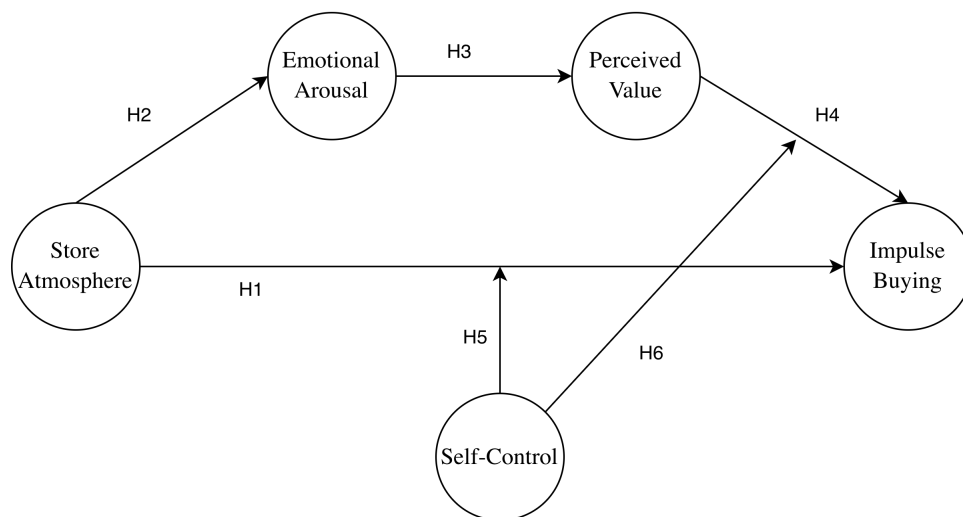 Emotional
Arousal
H3
Perceived
Value
H2
H4
Store
Atmosphere
H1
Impulse
Buying
H5
H6
Self-Control